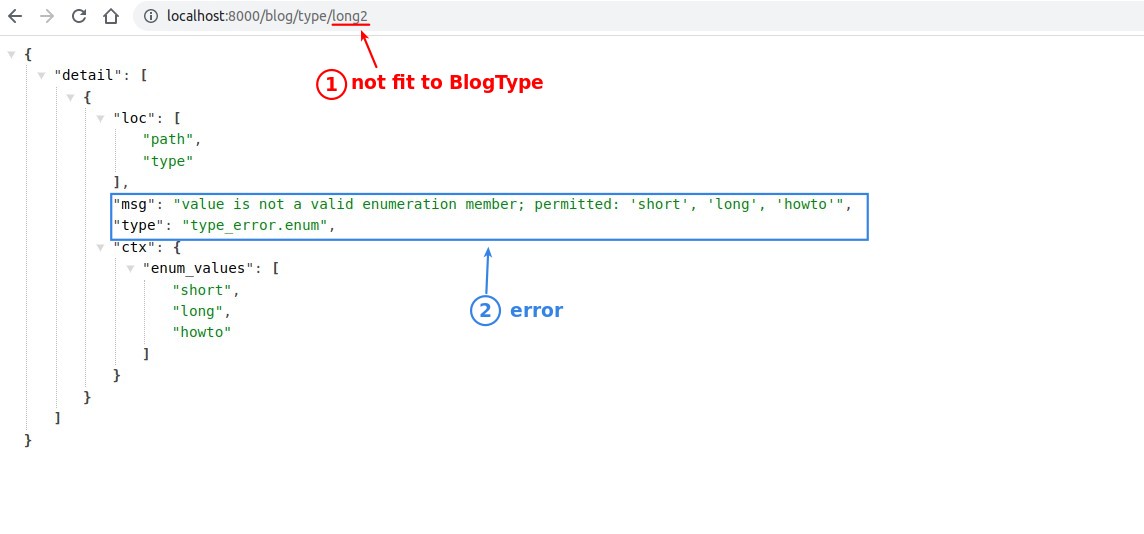 localhost:8000/blog/type/long2
1 not fit to BlogType
{
"detail": [
{
"loc": [
"path",
"type"
],
"msg": "value is not a valid enumeration member; permitted: 'short', 'long', 'howto'",
"type": "type_error.enum",
"ctx": {
"enum_values": [
"short",
"long",
"howto"
]
}
}
]
}
2 error